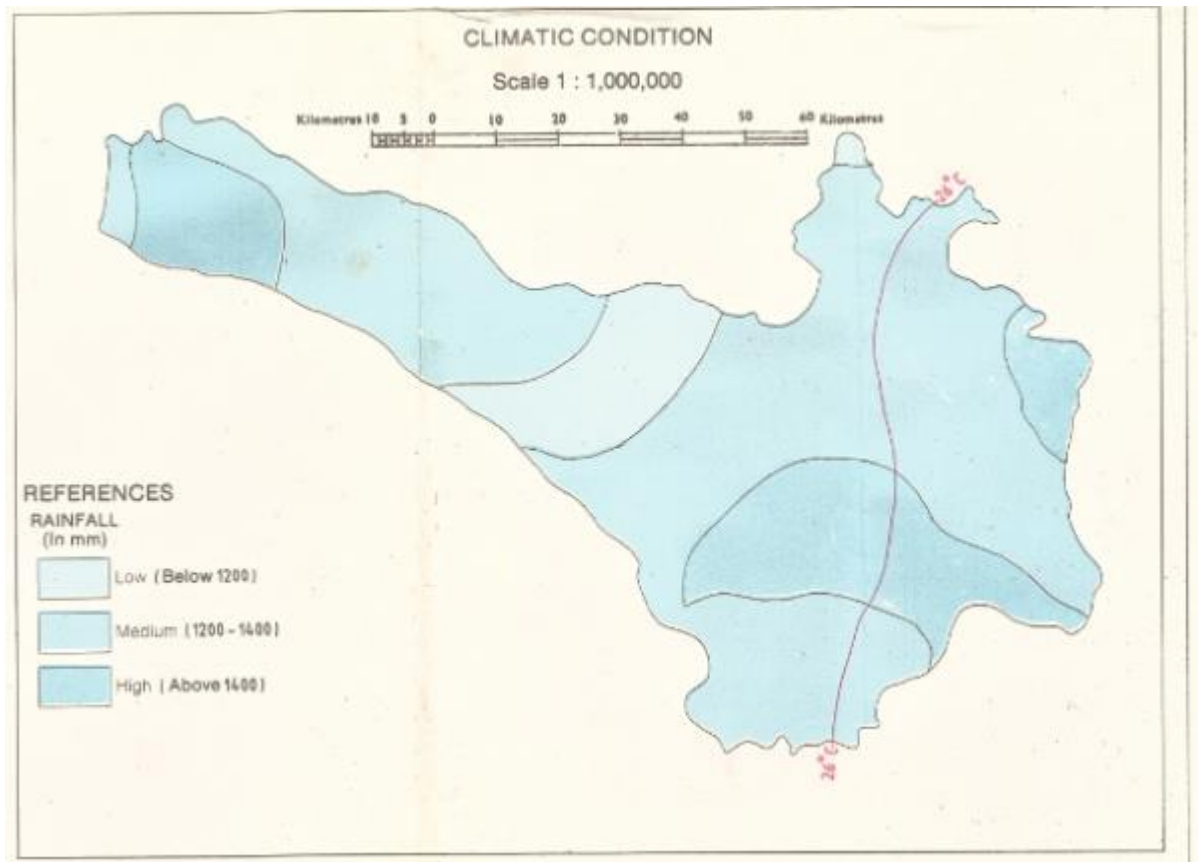 CLIMATIC CONDITION
Scale 1 : 1,000,000
Kilometres 10 5 0 10 20 30 40 50 60 Kilometres
26°C
REFERENCES
RAINFALL
(In mm)
Low (Below 1200)
Medium (1200-1400)
High (Above 1400)
26°C